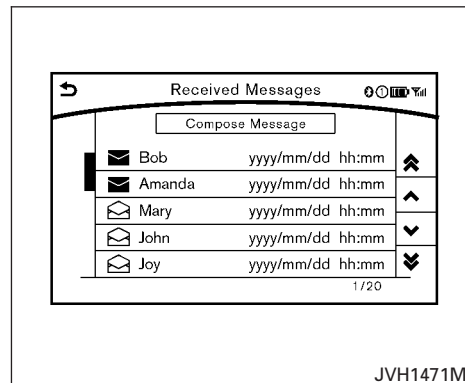 Received Messages 1
Compose Message
Bob yyyy/mm/dd hh:mm
Amanda yyyy/mm/dd hh:mm
Mary yyyy/mm/dd hh:mm
John yyyy/mm/dd hh:mm
Joy yyyy/mm/dd hh:mm
1/20
JVH1471M